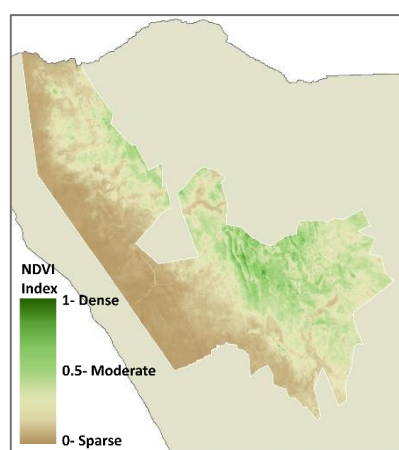 NDVI
Index
1- Dense
0.5- Moderate
0- Sparse